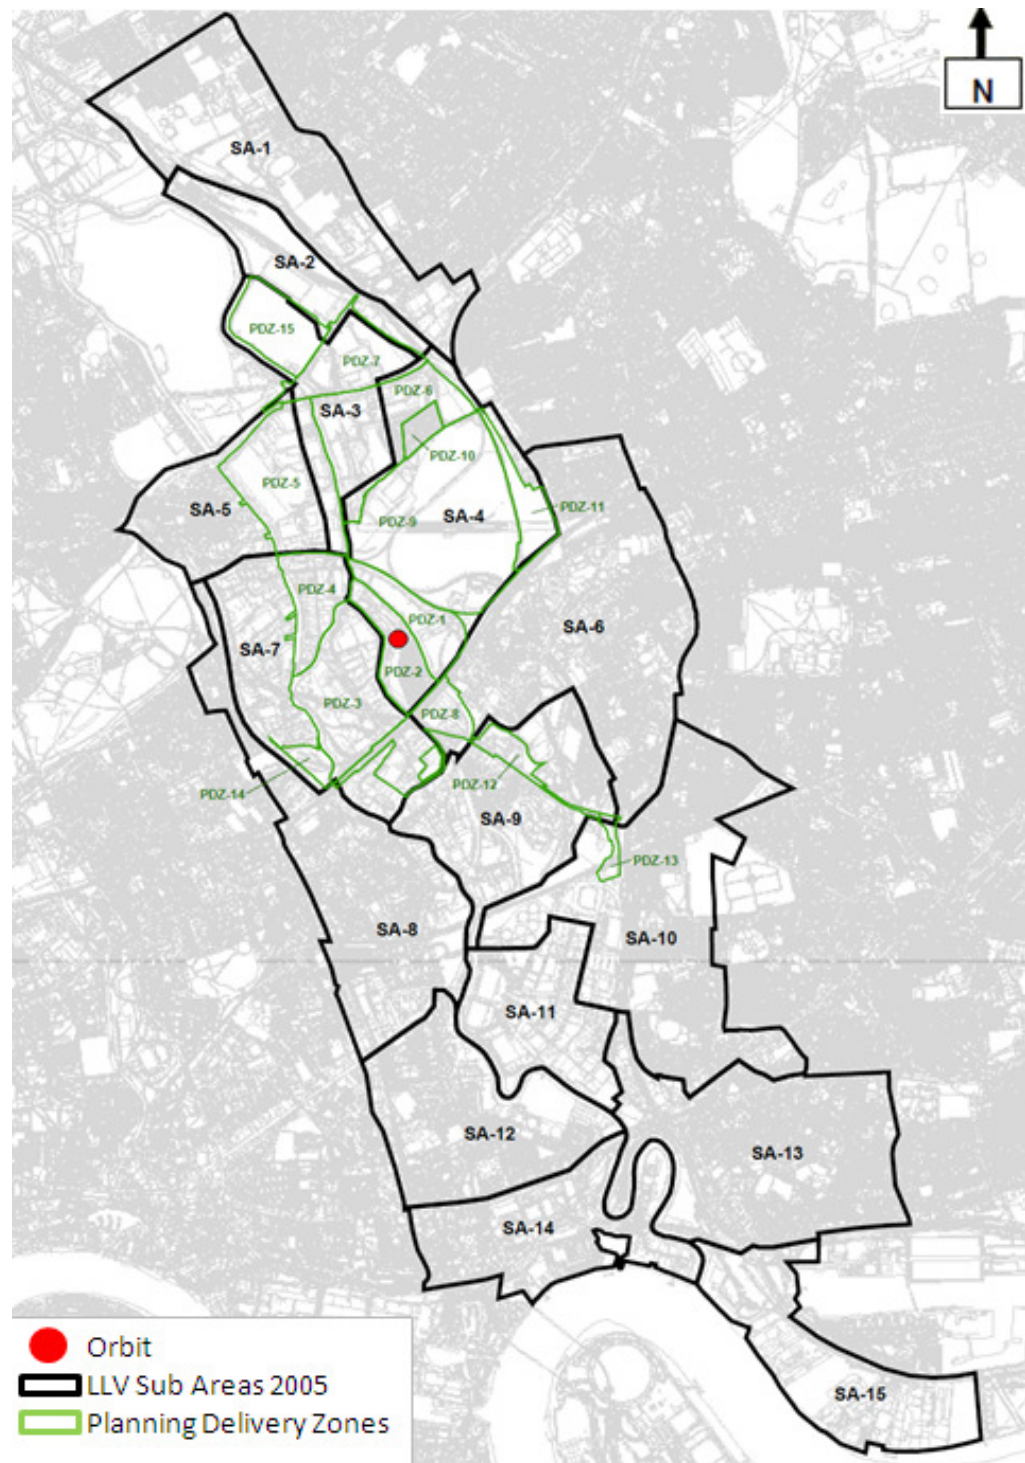 N
SA-1
SA-2
PDZ-15
PDZ-7
PDZ-6
SA-3
PDZ-10
PDZ-5
SA-5
PDZ-9
SA-4
PDZ-11
PDZ-4
PDZ-1
SA-6
SA-7
PDZ-2
PDZ-3
PDZ-8
PDZ-12
PDZ-14
SA-9
PDZ-13
SA-8
SA-10
SA-11
SA-12
SA-13
SA-14
Orbit
LLV Sub Areas 2005
SA-15
Planning Delivery Zones